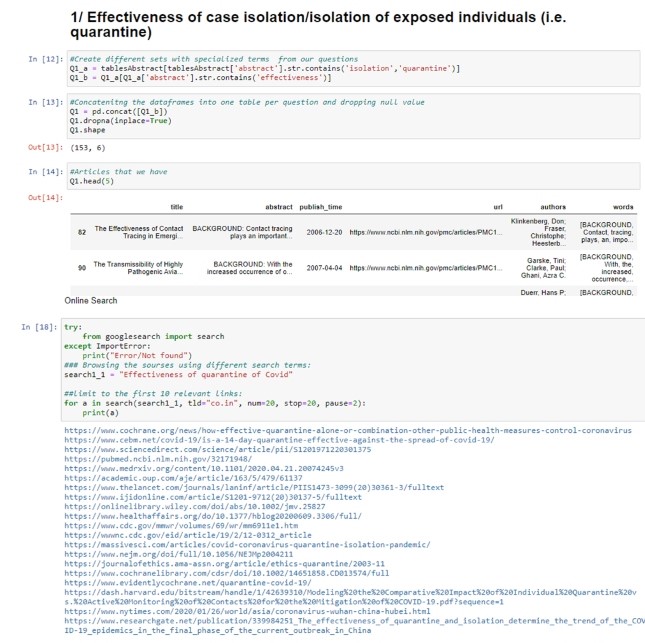 1/ Effectiveness of case isolation/isolation of exposed individuals (i.e.
quarantine)
In [12]: #Create different sets with specialized terms from our questions
Q1_a = tablesAbstract[tablesAbstract['abstract'].str.contains('isolation','quarantine')]
Q1_b = Q1_a[Q1_a['abstract'].str.contains('effectiveness')]
In [13]: #Concatenitng the dataframes into one table per question and dropping null value
Q1 = pd.concat([Q1_b])
Q1.dropna(inplace=True)
Q1.shape
Out[13]: (153, 6)
In [14]: #Articles that we have
Q1.head(5)
Out[14]:
title abstract publish_time url authors words
82 The Effectiveness of Contact Tracing in Emergi... BACKGROUND: Contact tracing plays an important... 2006-12-20 https://www.ncbi.nlm.nih.gov/pmc/articles/PMC1... Klinkenberg, Don; Fraser, Christophe; Heesterb... [BACKGROUND, Contact, tracing, plays, an, impo...
90 The Transmissibility of Highly Pathogenic Avia... BACKGROUND: With the increased occurrence of c... 2007-04-04 https://www.ncbi.nlm.nih.gov/pmc/articles/PMC1... Garske, Tini; Clarke, Paul; Ghani, Azra C. [BACKGROUND, With, the, increased, occurrence,...
Duerr, Hans P; [BACKGROUND,
Online Search
In [18]: try:
from googlesearch import search
except ImportError:
print("Error/Not found")
### Browsing the sourses using different search terms:
search1_1 = "Effectiveness of quarantine of Covid"
##limit to the first 10 relevant links:
for a in search(search1_1, tld="co.in", num=20, stop=20, pause=2):
print(a)
https://www.cochrane.org/news/how-effective-quarantine-alone-or-combination-other-public-health-measures-control-coronavirus
https://www.cebm.net/covid-19/is-a-14-day-quarantine-effective-against-the-spread-of-covid-19/
https://www.sciencedirect.com/science/article/pii/S1201971220301375
https://pubmed.ncbi.nlm.nih.gov/32171948/
https://www.medrxiv.org/content/10.1101/2020.04.21.20074245v3
https://academic.oup.com/aje/article/163/5/479/61137
https://www.thelancet.com/journals/laninf/article/PIIS1473-3099(20)30361-3/fulltext
https://www.ijidonline.com/article/S1201-9712(20)30137-5/fulltext
https://onlinelibrary.wiley.com/doi/abs/10.1002/jmv.25827
https://www.healthaffairs.org/do/10.1377/hblog20200609.3306/full/
https://www.cdc.gov/mmwr/volumes/69/wr/mm6911e1.htm
https://wwwnc.cdc.gov/eid/article/19/2/12-0312_article
https://massivesci.com/articles/covid-coronavirus-quarantine-isolation-pandemic/
https://www.nejm.org/doi/full/10.1056/NEJMp2004211
https://journalofethics.ama-assn.org/article/ethics-quarantine/2003-11
https://www.cochranelibrary.com/cdsr/doi/10.1002/14651858.CD013574/full
https://www.evidentlycochrane.net/quarantine-covid-19/
https://dash.harvard.edu/bitstream/handle/1/42639310/Modeling%20the%20Comparative%20Impact%20of%20Individual%20Quarantine%20v
s.%20Active%20Monitoring%20of%20Contacts%20for%20the%20Mitigation%20of%20COVID-19.pdf?sequence=1
https://www.nytimes.com/2020/01/26/world/asia/coronavirus-wuhan-china-hubei.html
https://www.researchgate.net/publication/339984251_The_effectiveness_of_quarantine_and_isolation_determine_the_trend_of_the_COV
ID-19_epidemics_in_the_final_phase_of_the_current_outbreak_in_China